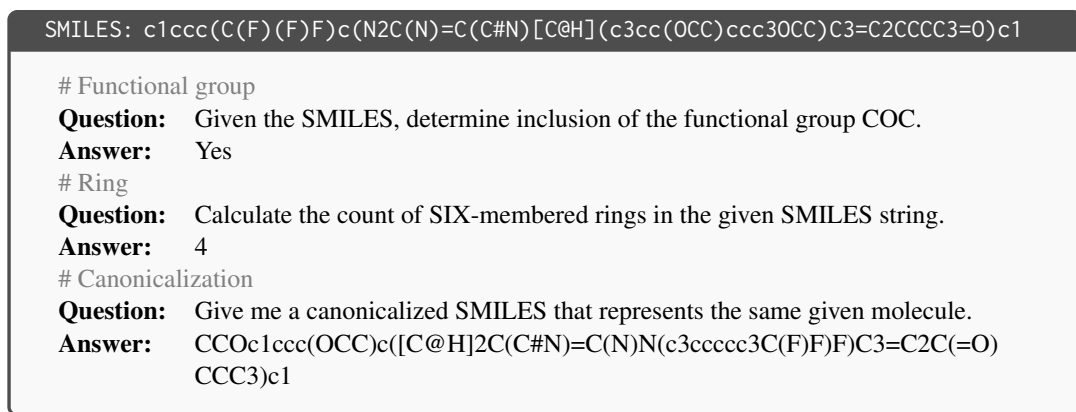 SMILES: c1ccc(C(F)(F)F)c(N2C(N)=C(C#N)[C@H](c3cc(OCC)ccc3OCC)C3=C2CCCC3=O)c1
# Functional group
Question: Given the SMILES, determine inclusion of the functional group COC.
Answer: Yes
# Ring
Question: Calculate the count of SIX-membered rings in the given SMILES string.
Answer: 4
# Canonicalization
Question: Give me a canonicalized SMILES that represents the same given molecule.
Answer: CCOc1ccc(OCC)c([C@H]2C(C#N)=C(N)N(c3ccccc3C(F)F)F)C3=C2C(=O)
CCC3)c1